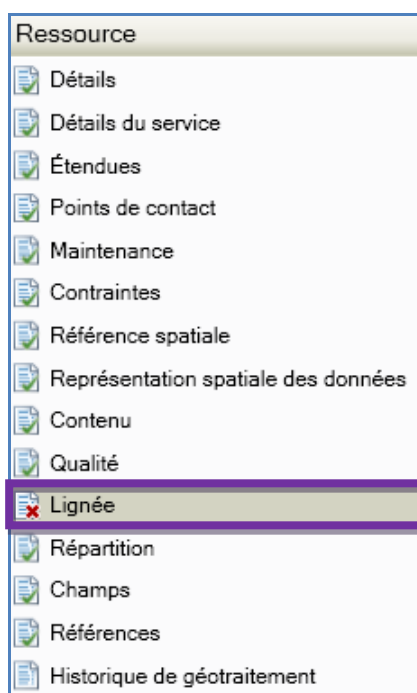 Ressource
Détails
Détails du service
Étendues
Points de contact
Maintenance
Contraintes
Référence spatiale
Représentation spatiale des données
Contenu
Qualité
Lignée
Répartition
Champs
Références
Historique de géotraitement